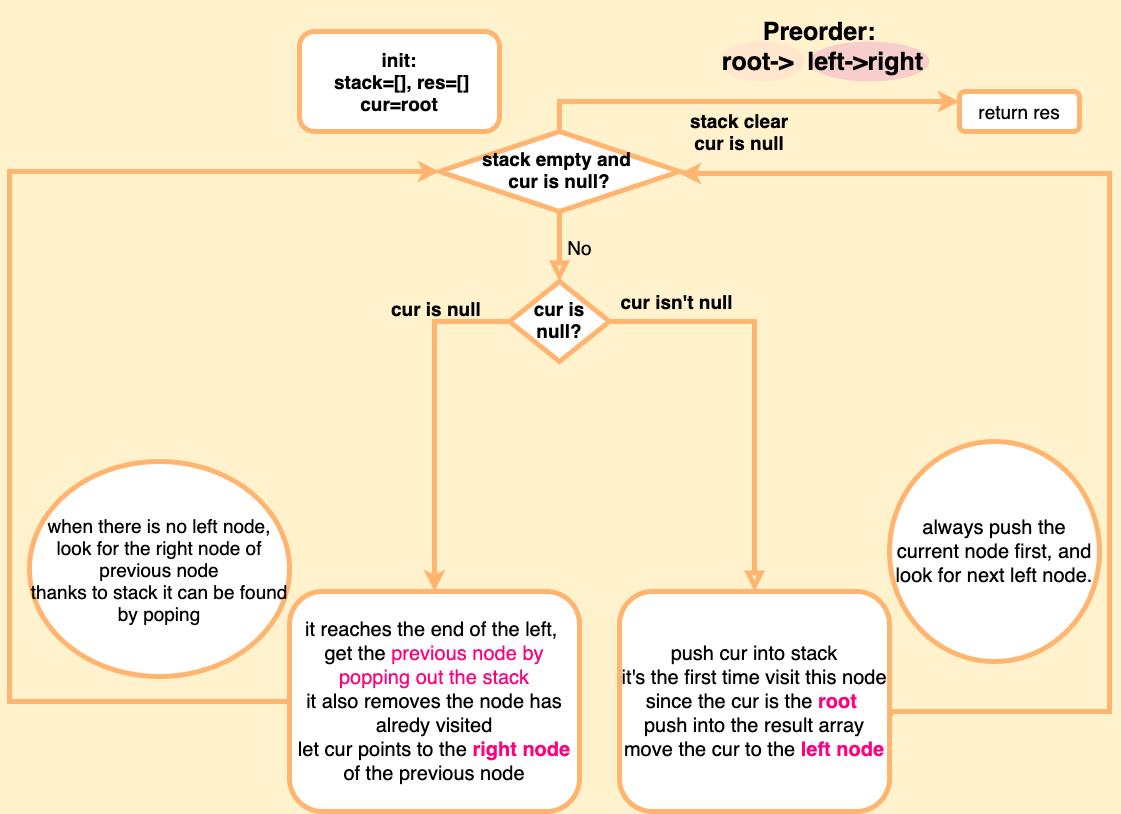 Preorder:
root-> left->right
init:
stack=[], res=[]
cur=root
return res
stack clear
cur is null
stack empty and
cur is null?
No
cur is null
cur is
null?
cur isn't null
when there is no left node,
look for the right node of
previous node
thanks to stack it can be found
by poping
always push the
current node first, and
look for next left node.
it reaches the end of the left,
get the previous node by
popping out the stack
it also removes the node has
alredy visited
let cur points to the right node
of the previous node
push cur into stack
it's the first time visit this node
since the cur is the root
push into the result array
move the cur to the left node